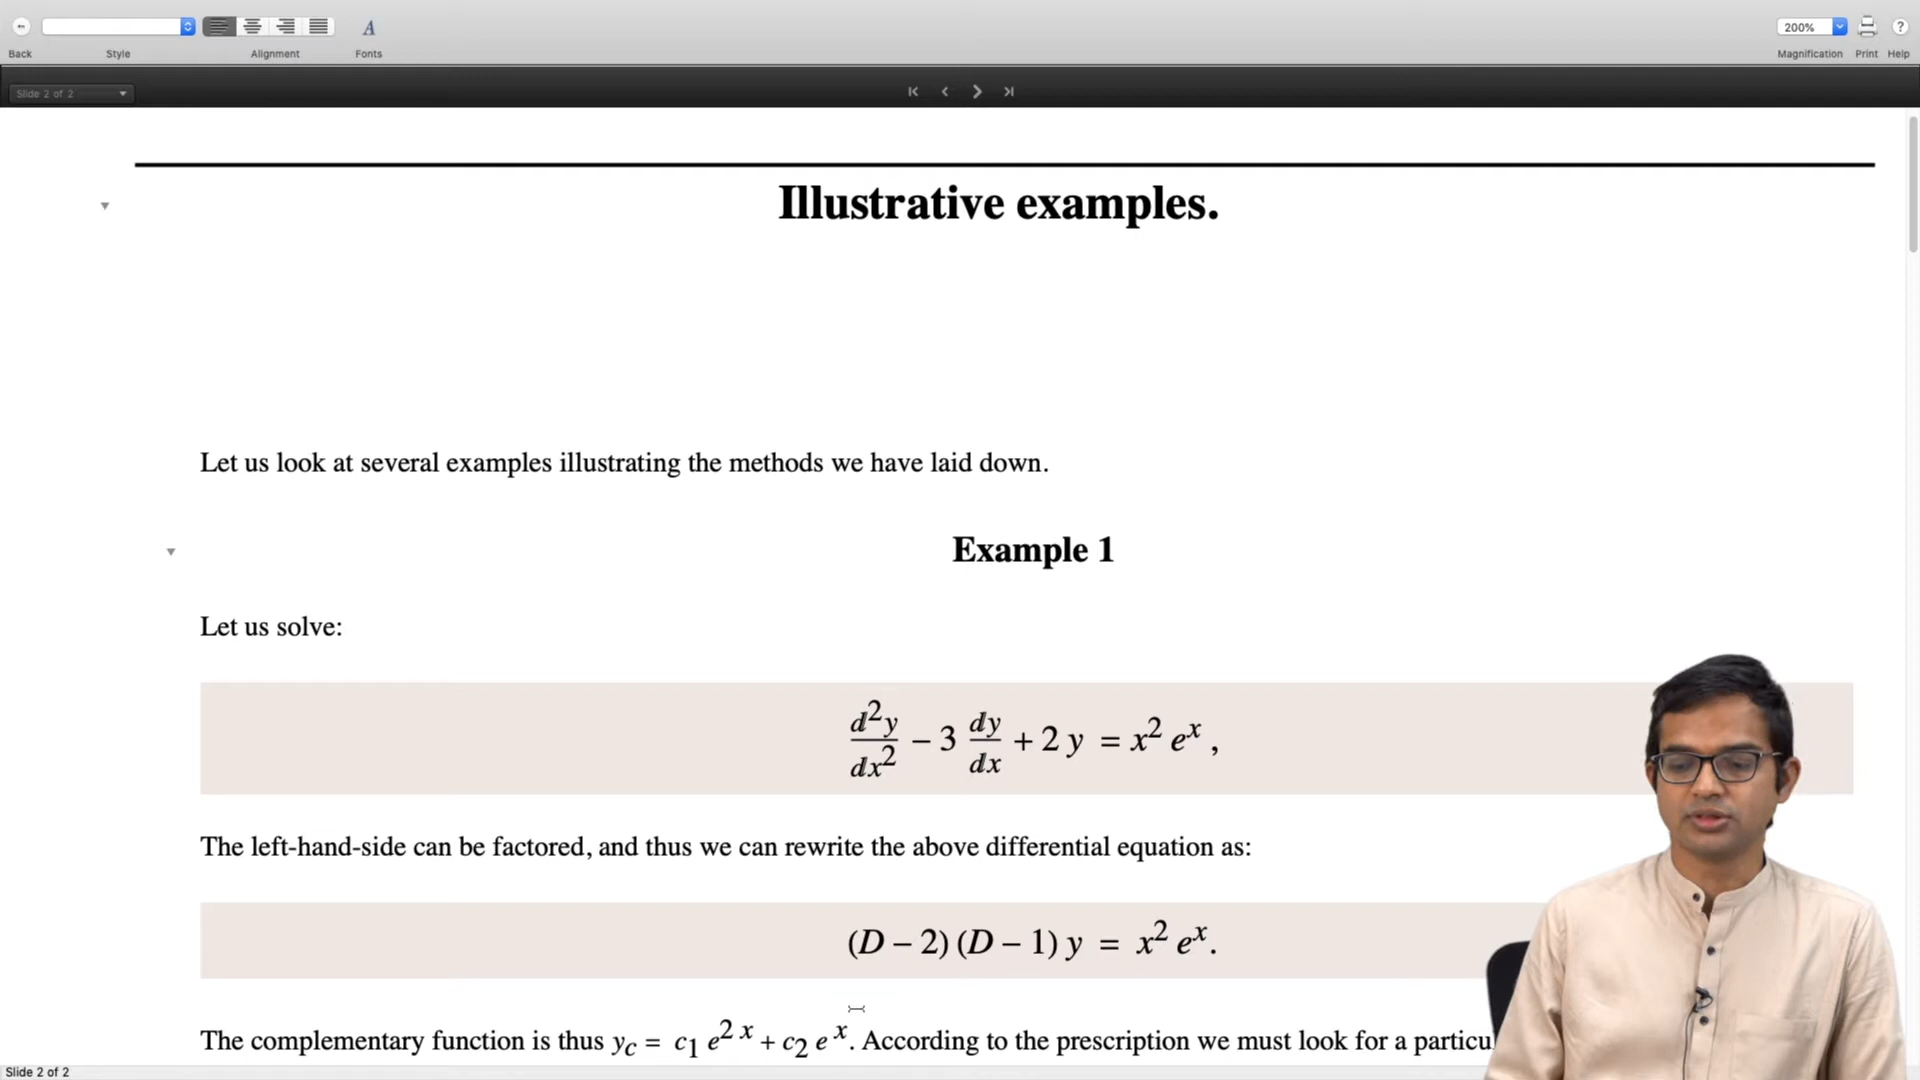 Back Style Alignment Fonts 200% Magnification Print Help
Slide 2 of 2
Illustrative examples.
Let us look at several examples illustrating the methods we have laid down.
Example 1
Let us solve:
d²y/dx² − 3 dy/dx + 2 y = x² eˣ ,
The left-hand-side can be factored, and thus we can rewrite the above differential equation as:
(D − 2) (D − 1) y = x² eˣ.
The complementary function is thus y_c = c₁ e^{2 x} + c₂ e^x. According to the prescription we must look for a particu
Slide 2 of 2